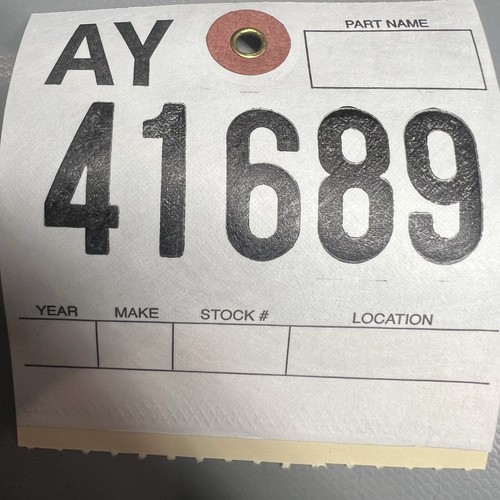 AY
PART NAME
41689
YEAR MAKE STOCK # LOCATION